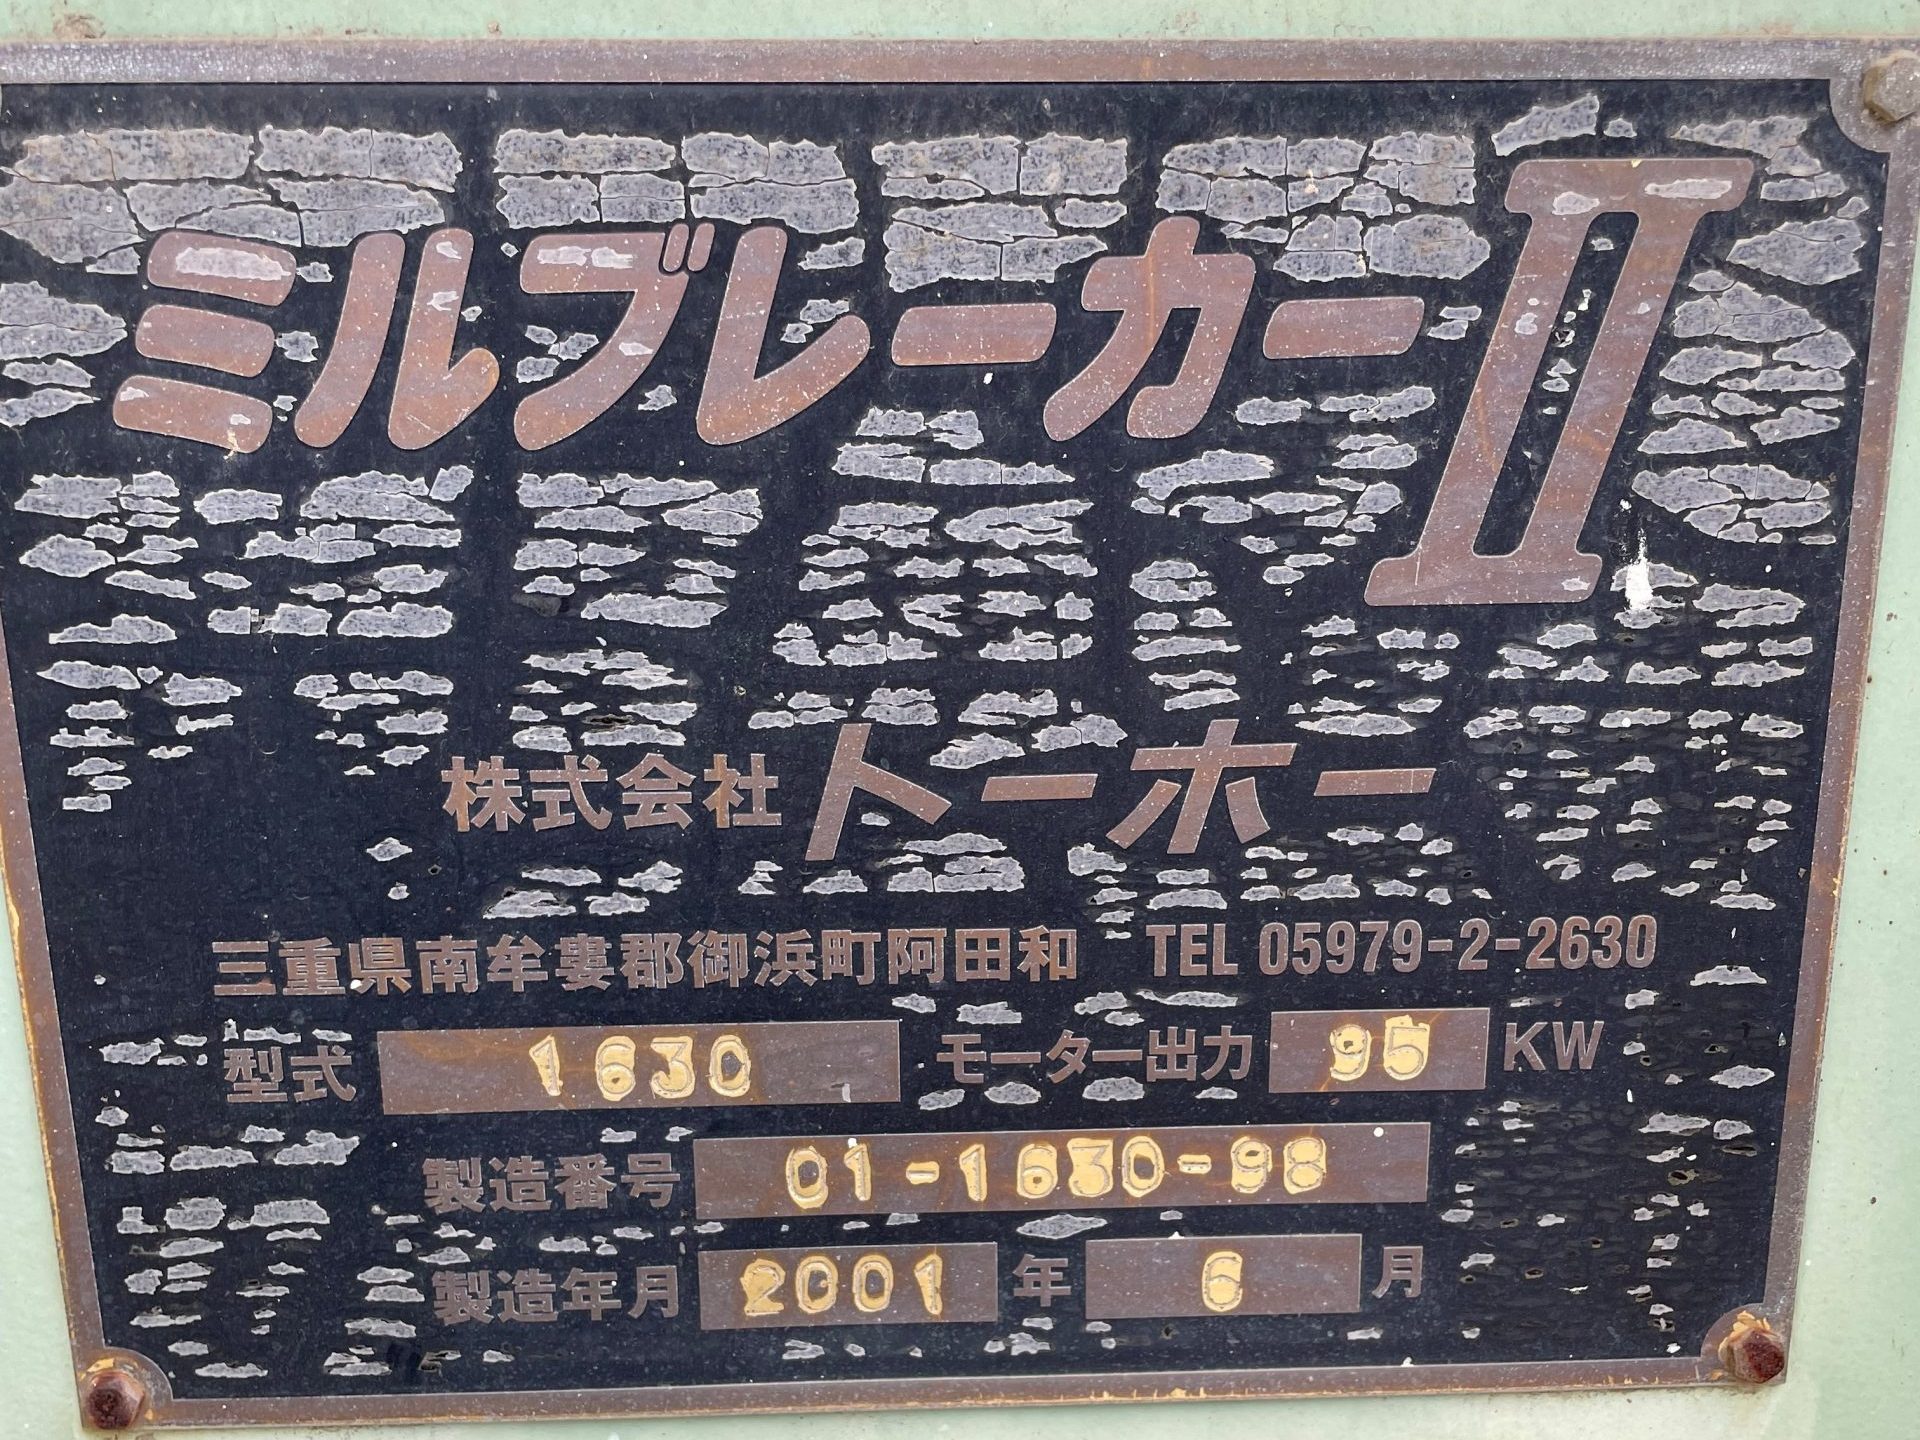 ミルブレーカーII
株式会社トーホー
三重県南牟婁郡御浜町阿田和 TEL 05979-2-2630
型式 1630 モーター出力 95 KW
製造番号 01-1630-98
製造年月 2001 年 6 月